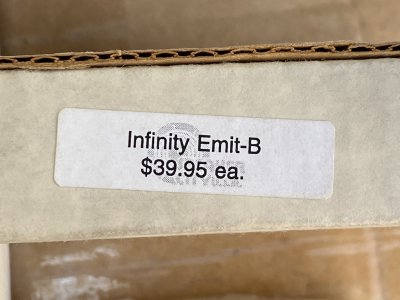 Infinity Emit-B
$39.95 ea.